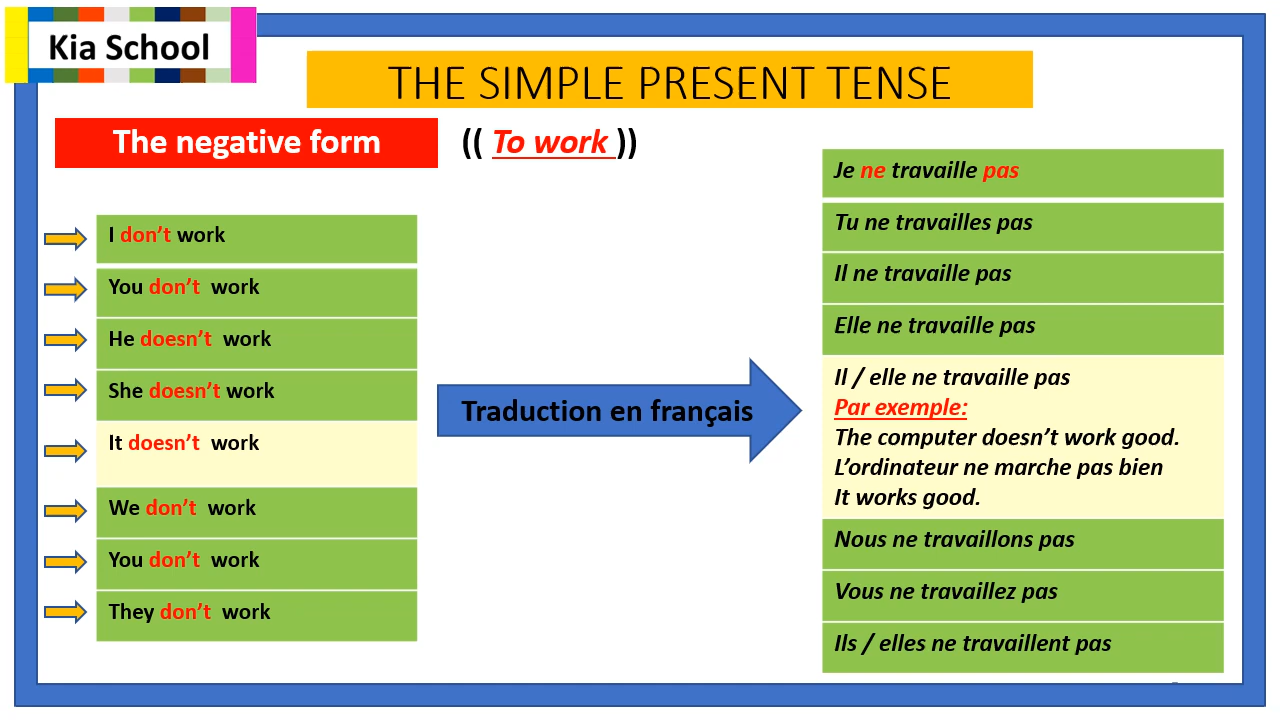 Kia School
THE SIMPLE PRESENT TENSE
The negative form
(( To work ))
I don’t work
You don’t work
He doesn’t work
She doesn’t work
It doesn’t work
We don’t work
You don’t work
They don’t work
Traduction en français
Je ne travaille pas
Tu ne travailles pas
Il ne travaille pas
Elle ne travaille pas
Il / elle ne travaille pas
Par exemple:
The computer doesn’t work good.
L’ordinateur ne marche pas bien
It works good.
Nous ne travaillons pas
Vous ne travaillez pas
Ils / elles ne travaillent pas